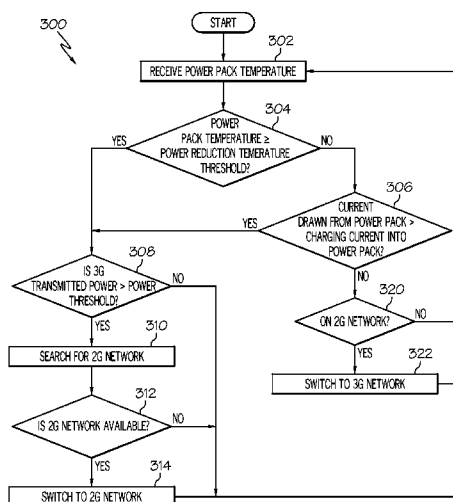 300
START
302
RECEIVE POWER PACK TEMPERATURE
304
POWER
PACK TEMPERATURE ≥
POWER REDUCTION TEMERATURE
THRESHOLD?
YES
NO
306
CURRENT
DRAWN FROM POWER PACK >
CHARGING CURRENT INTO
POWER PACK?
YES
NO
308
IS 3G
TRANSMITTED POWER > POWER
THRESHOLD?
NO
YES
320
ON 2G NETWORK?
NO
YES
310
SEARCH FOR 2G NETWORK
322
SWITCH TO 3G NETWORK
312
IS 2G NETWORK AVAILABLE?
NO
YES
314
SWITCH TO 2G NETWORK